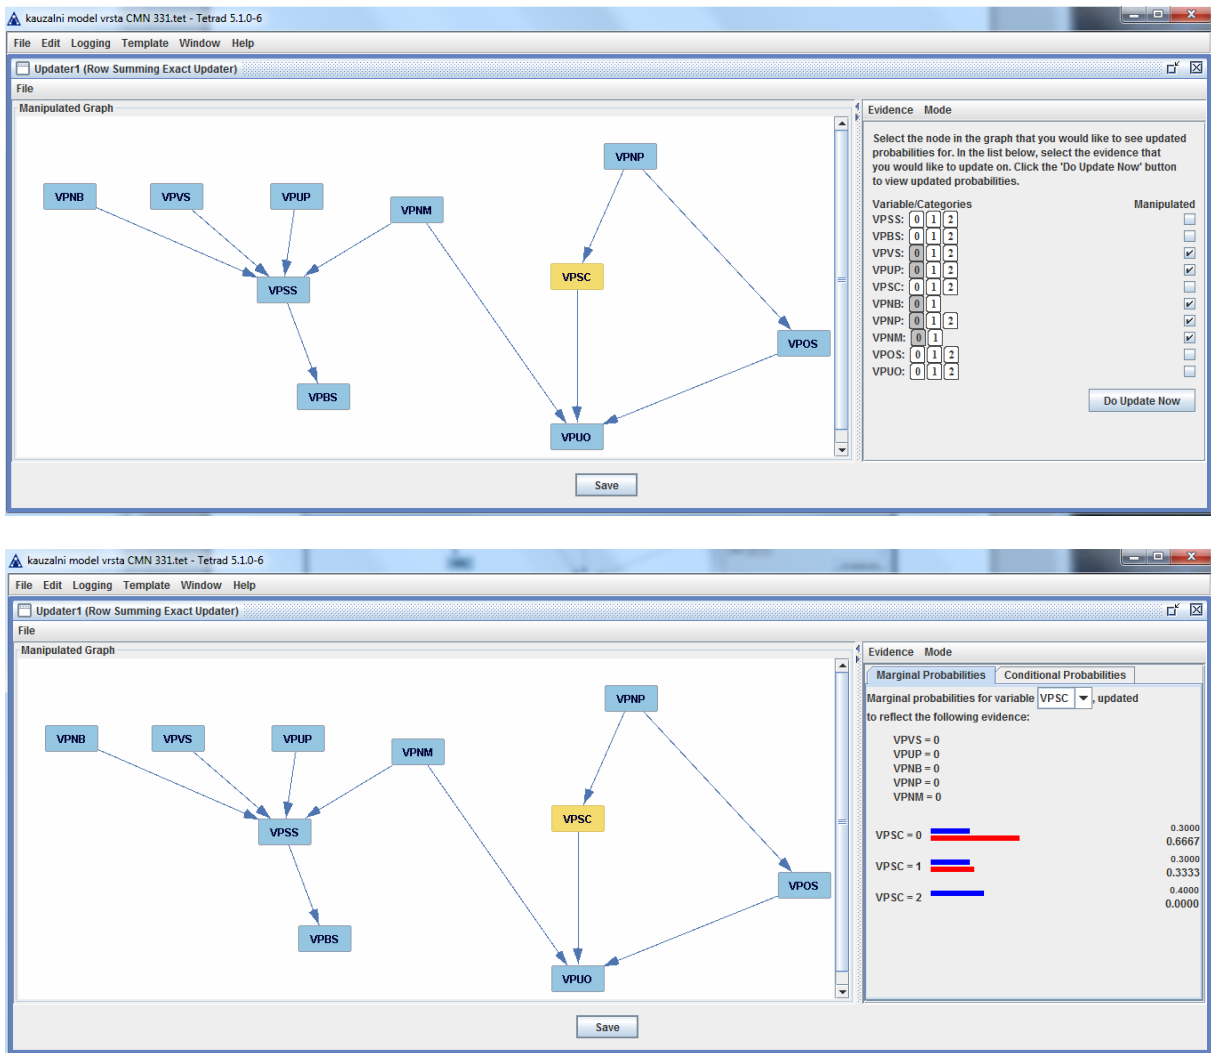 kauzalni model vrsta CMN 331.tet - Tetrad 5.1.0-6
File Edit Logging Template Window Help
Updater1 (Row Summing Exact Updater)
File
Manipulated Graph
VPNB
VPVS
VPUP
VPNM
VPNP
VPSS
VPSC
VPOS
VPBS
VPUO
Evidence Mode
Select the node in the graph that you would like to see updated
probabilities for. In the list below, select the evidence that
you would like to update on. Click the 'Do Update Now' button
to view updated probabilities.
Variable/Categories Manipulated
VPSS: 0 1 2
VPBS: 0 1 2
VPVS: 0 1 2
VPUP: 0 1 2
VPSC: 0 1 2
VPNB: 0 1
VPNP: 0 1 2
VPNM: 0 1
VPOS: 0 1 2
VPUO: 0 1 2
Do Update Now
Save
kauzalni model vrsta CMN 331.tet - Tetrad 5.1.0-6
File Edit Logging Template Window Help
Updater1 (Row Summing Exact Updater)
File
Manipulated Graph
VPNB
VPVS
VPUP
VPNM
VPNP
VPSS
VPSC
VPOS
VPBS
VPUO
Evidence Mode
Marginal Probabilities Conditional Probabilities
Marginal probabilities for variable VPSC , updated
to reflect the following evidence:
VPVS = 0
VPUP = 0
VPNB = 0
VPNP = 0
VPNM = 0
VPSC = 0 0.3000
0.6667
VPSC = 1 0.3000
0.3333
VPSC = 2 0.4000
0.0000
Save